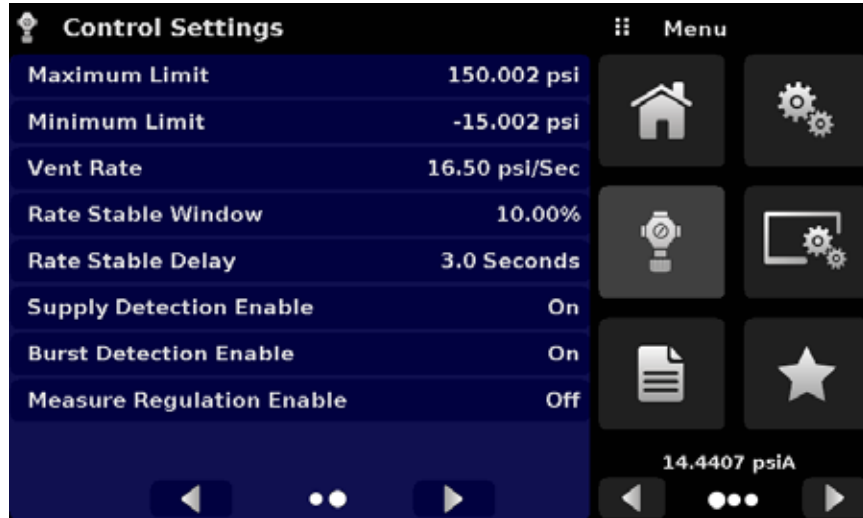 Control Settings
Menu
Maximum Limit 150.002 psi
Minimum Limit -15.002 psi
Vent Rate 16.50 psi/Sec
Rate Stable Window 10.00%
Rate Stable Delay 3.0 Seconds
Supply Detection Enable On
Burst Detection Enable On
Measure Regulation Enable Off
14.4407 psiA